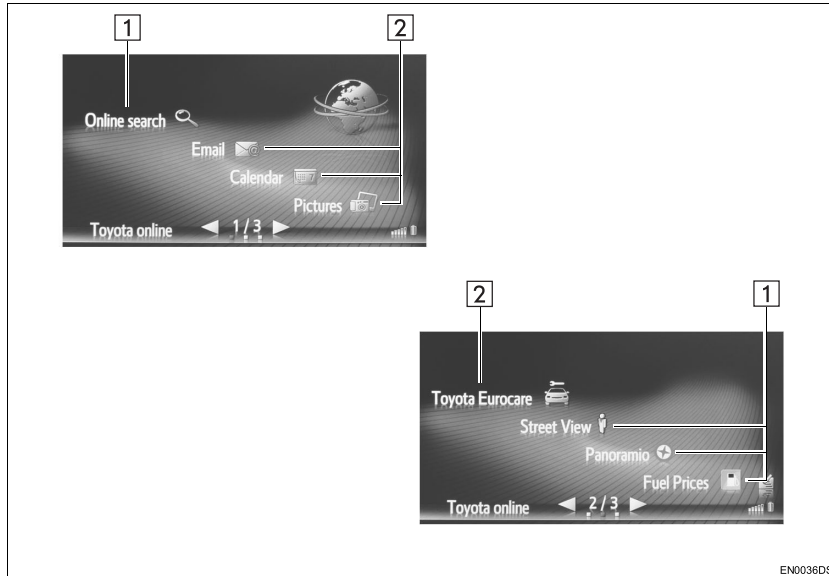 1 2
Online search
Email
Calendar
Pictures
Toyota online 1/3
2 1
Toyota Eurocare
Street View
Panoramio
Fuel Prices
Toyota online 2/3
EN0036DS